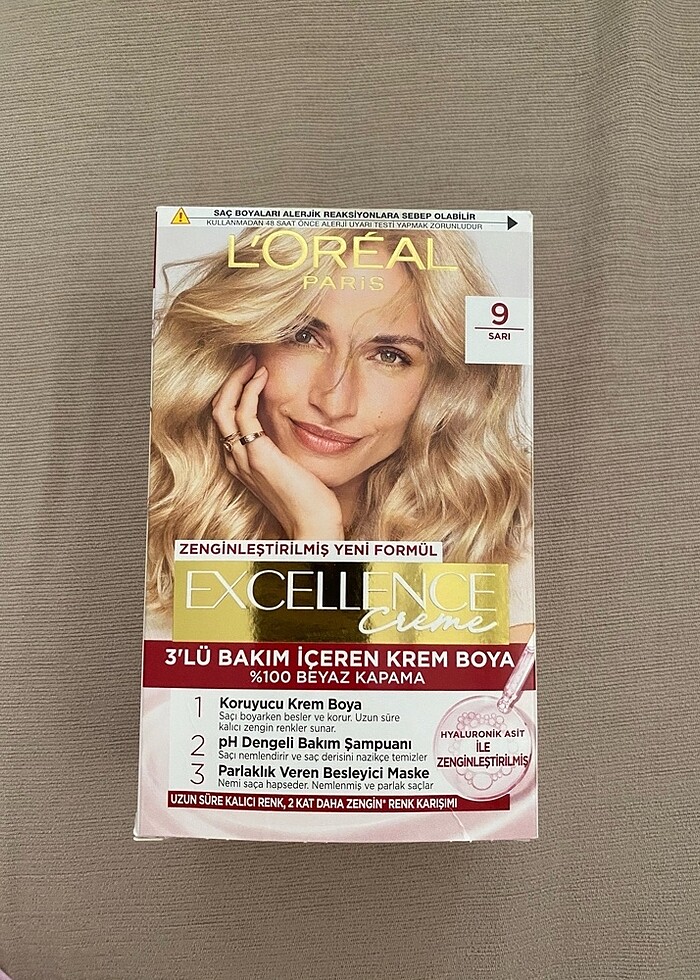 SAÇ BOYALARI ALERJİK REAKSİYONLARA SEBEP OLABİLİR
KULLANMADAN 48 SAAT ÖNCE ALERJİ UYARI TESTİ YAPMAK ZORUNLUDUR
L'ORÉAL
PARİS
9
SARI
ZENGİNLEŞTİRİLMİŞ YENİ FORMÜL
EXCELLENCE
Creme
3'LÜ BAKIM İÇEREN KREM BOYA
%100 BEYAZ KAPAMA
1 Koruyucu Krem Boya
Saçı boyarken besler ve korur. Uzun süre
kalıcı zengin renkler sunar.
2 pH Dengeli Bakım Şampuanı
Saçı nemlendirir ve saç derisini nazikçe temizler
3 Parlaklık Veren Besleyici Maske
Nemi saça hapseder. Nemlenmiş ve parlak saçlar
HYALURONİK ASİT
İLE
ZENGİNLEŞTİRİLMİŞ
UZUN SÜRE KALICI RENK, 2 KAT DAHA ZENGİN* RENK KARIŞIMI